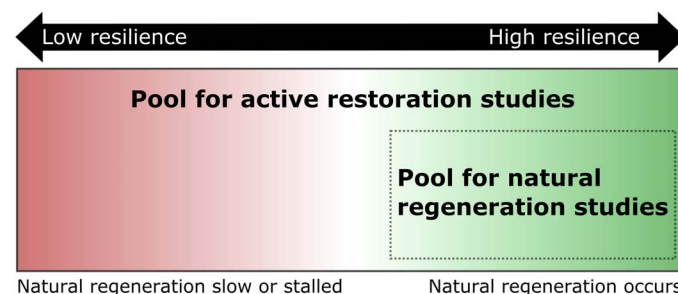 Low resilience High resilience
Pool for active restoration studies
Pool for natural
regeneration studies
Natural regeneration slow or stalled Natural regeneration occurs